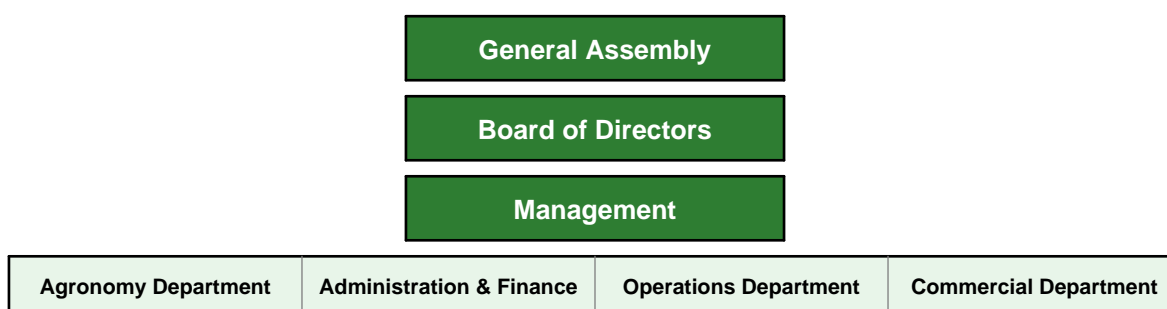 General Assembly
Board of Directors
Management
Agronomy Department
Administration & Finance
Operations Department
Commercial Department